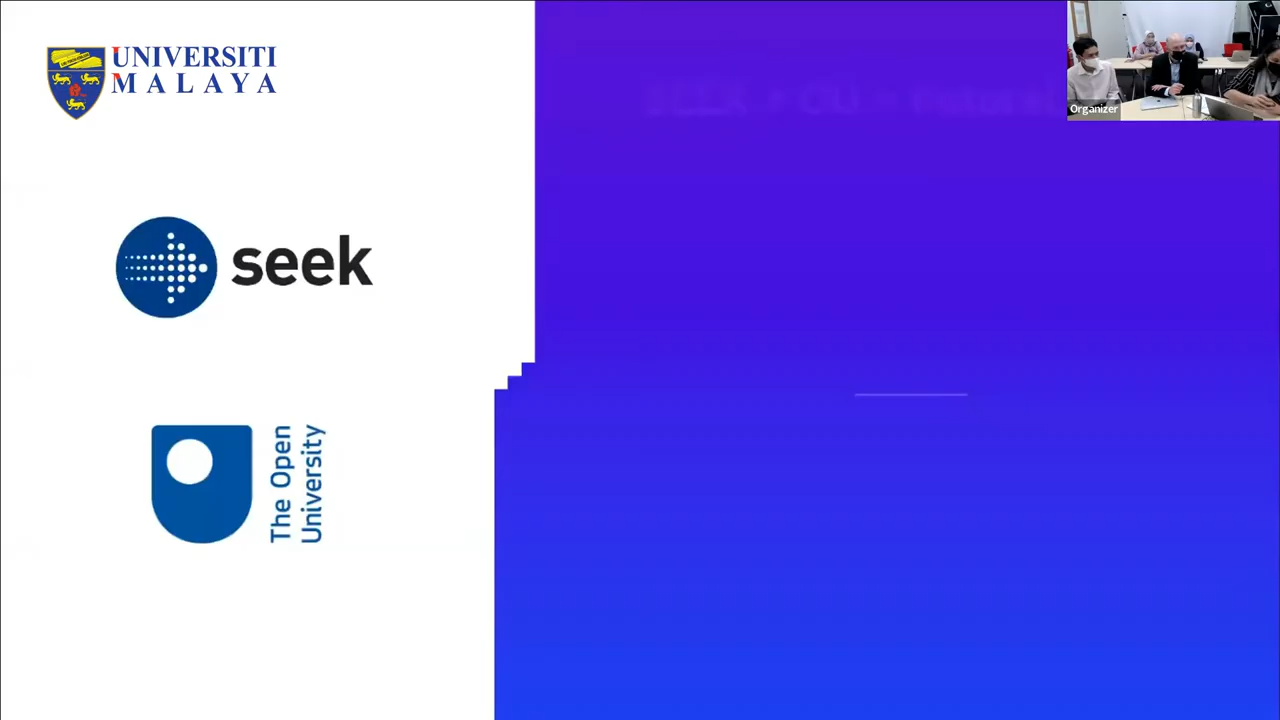 UNIVERSITI
MALAYA
Organizer
seek
The Open
University